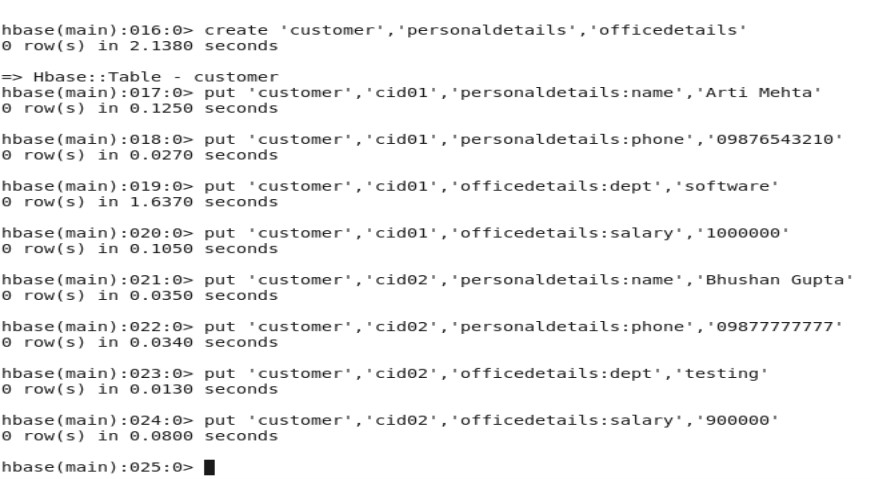 hbase(main):016:0> create 'customer','personaldetails','officedetails'
0 row(s) in 2.1380 seconds
=> Hbase::Table - customer
hbase(main):017:0> put 'customer','cid01','personaldetails:name','Arti Mehta'
0 row(s) in 0.1250 seconds
hbase(main):018:0> put 'customer','cid01','personaldetails:phone','09876543210'
0 row(s) in 0.0270 seconds
hbase(main):019:0> put 'customer','cid01','officedetails:dept','software'
0 row(s) in 1.6370 seconds
hbase(main):020:0> put 'customer','cid01','officedetails:salary','1000000'
0 row(s) in 0.1050 seconds
hbase(main):021:0> put 'customer','cid02','personaldetails:name','Bhushan Gupta'
0 row(s) in 0.0350 seconds
hbase(main):022:0> put 'customer','cid02','personaldetails:phone','09877777777'
0 row(s) in 0.0340 seconds
hbase(main):023:0> put 'customer','cid02','officedetails:dept','testing'
0 row(s) in 0.0130 seconds
hbase(main):024:0> put 'customer','cid02','officedetails:salary','900000'
0 row(s) in 0.0800 seconds
hbase(main):025:0>